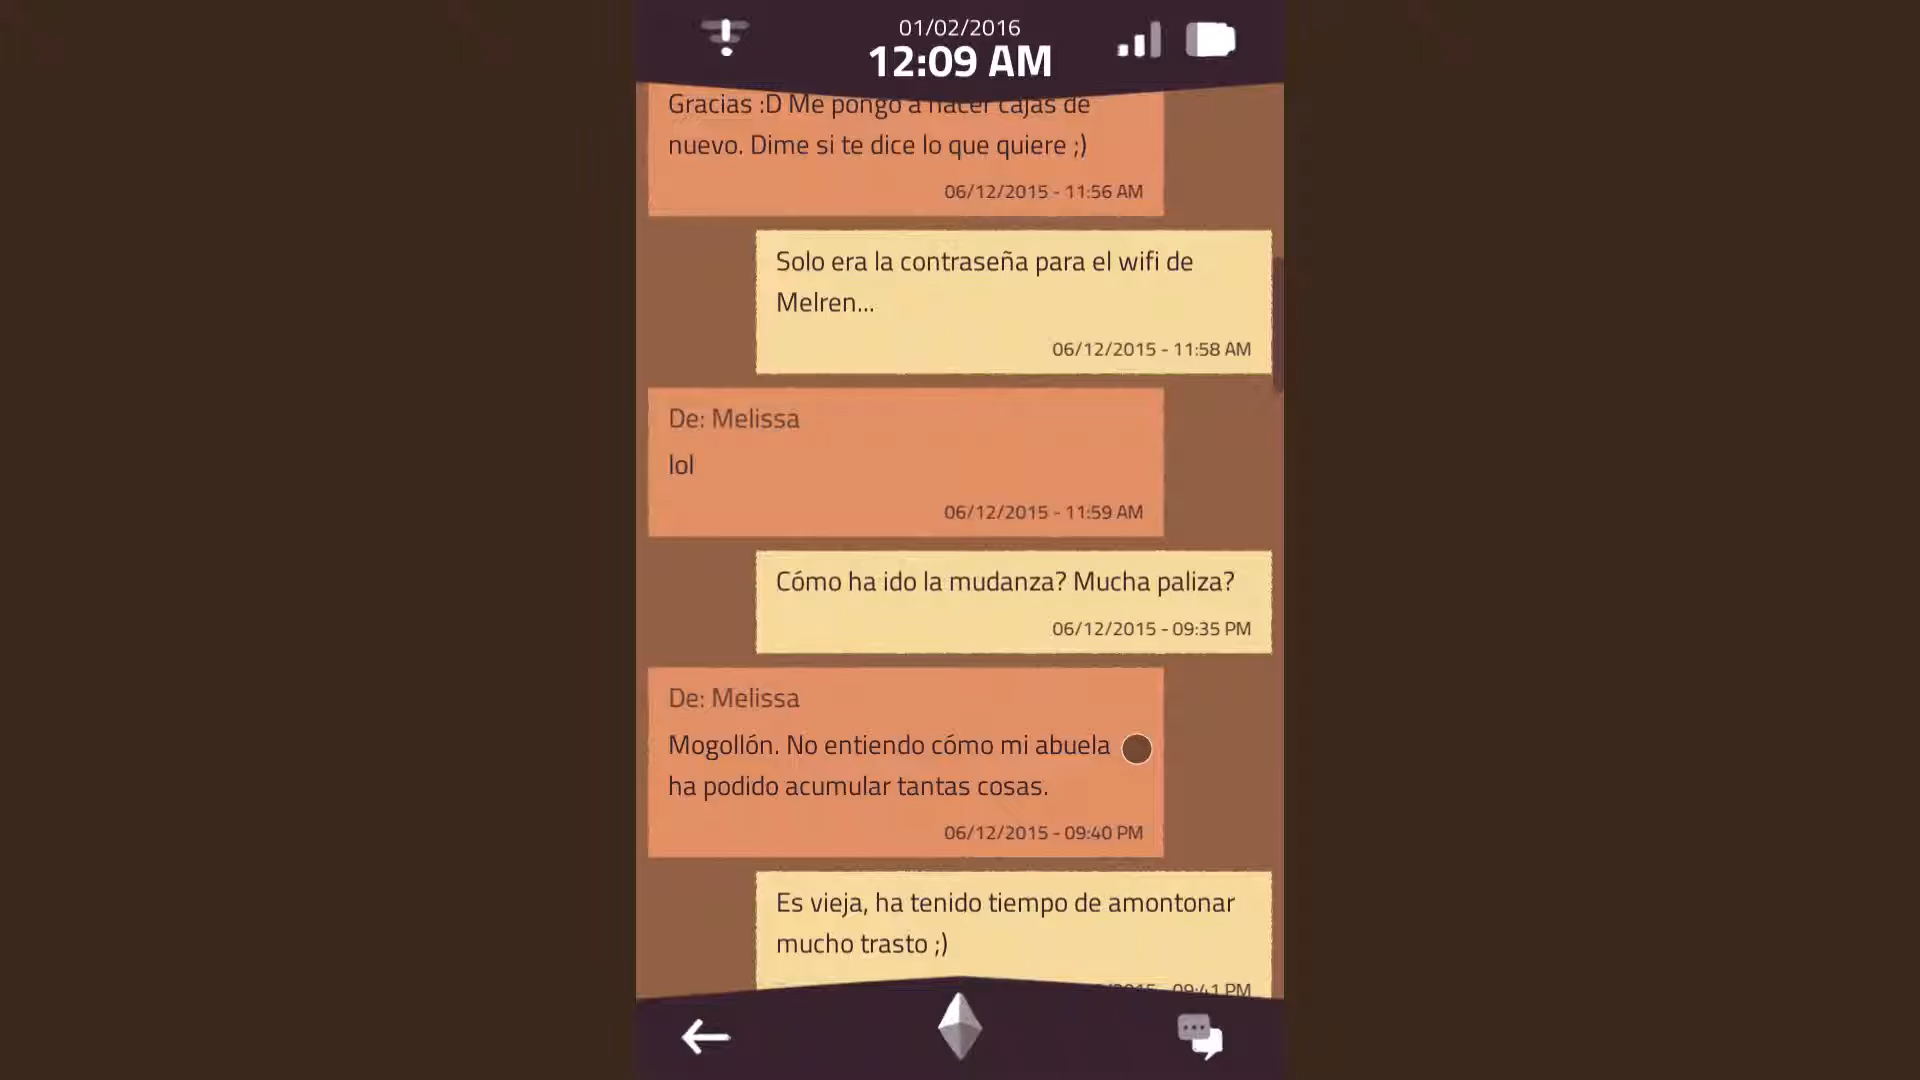 01/02/2016
12:09 AM
Gracias :D Me pongo a hacer cajas de
nuevo. Dime si te dice lo que quiere ;)
06/12/2015 - 11:56 AM
Solo era la contraseña para el wifi de
Melren...
06/12/2015 - 11:58 AM
De: Melissa
lol
06/12/2015 - 11:59 AM
Cómo ha ido la mudanza? Mucha paliza?
06/12/2015 - 09:35 PM
De: Melissa
Mogollón. No entiendo cómo mi abuela
ha podido acumular tantas cosas.
06/12/2015 - 09:40 PM
Es vieja, ha tenido tiempo de amontonar
mucho trasto ;)
2015 - 09:41 PM